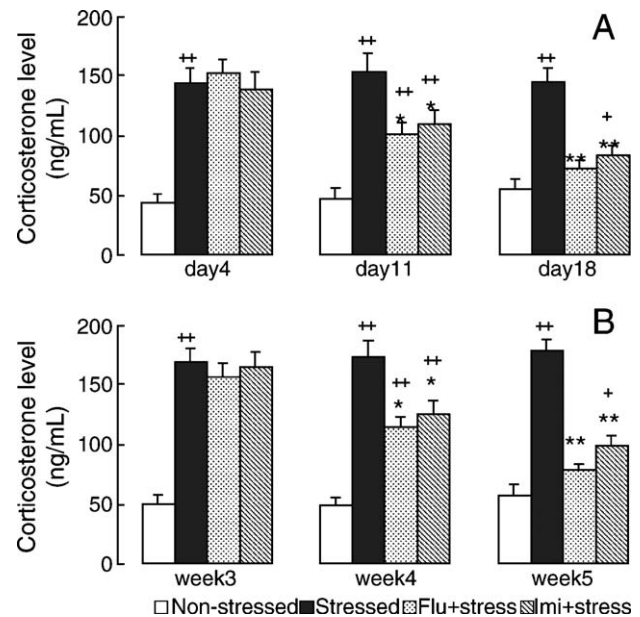 A
Corticosterone level
(ng/mL)
200
150
100
50
0
++
++
++
*
++
*
++
**
+
**
day4
day11
day18
B
Corticosterone level
(ng/mL)
200
150
100
50
0
++
++
++
*
++
*
++
**
+
**
week3
week4
week5
Non-stressed Stressed Flu+stress Imi+stress